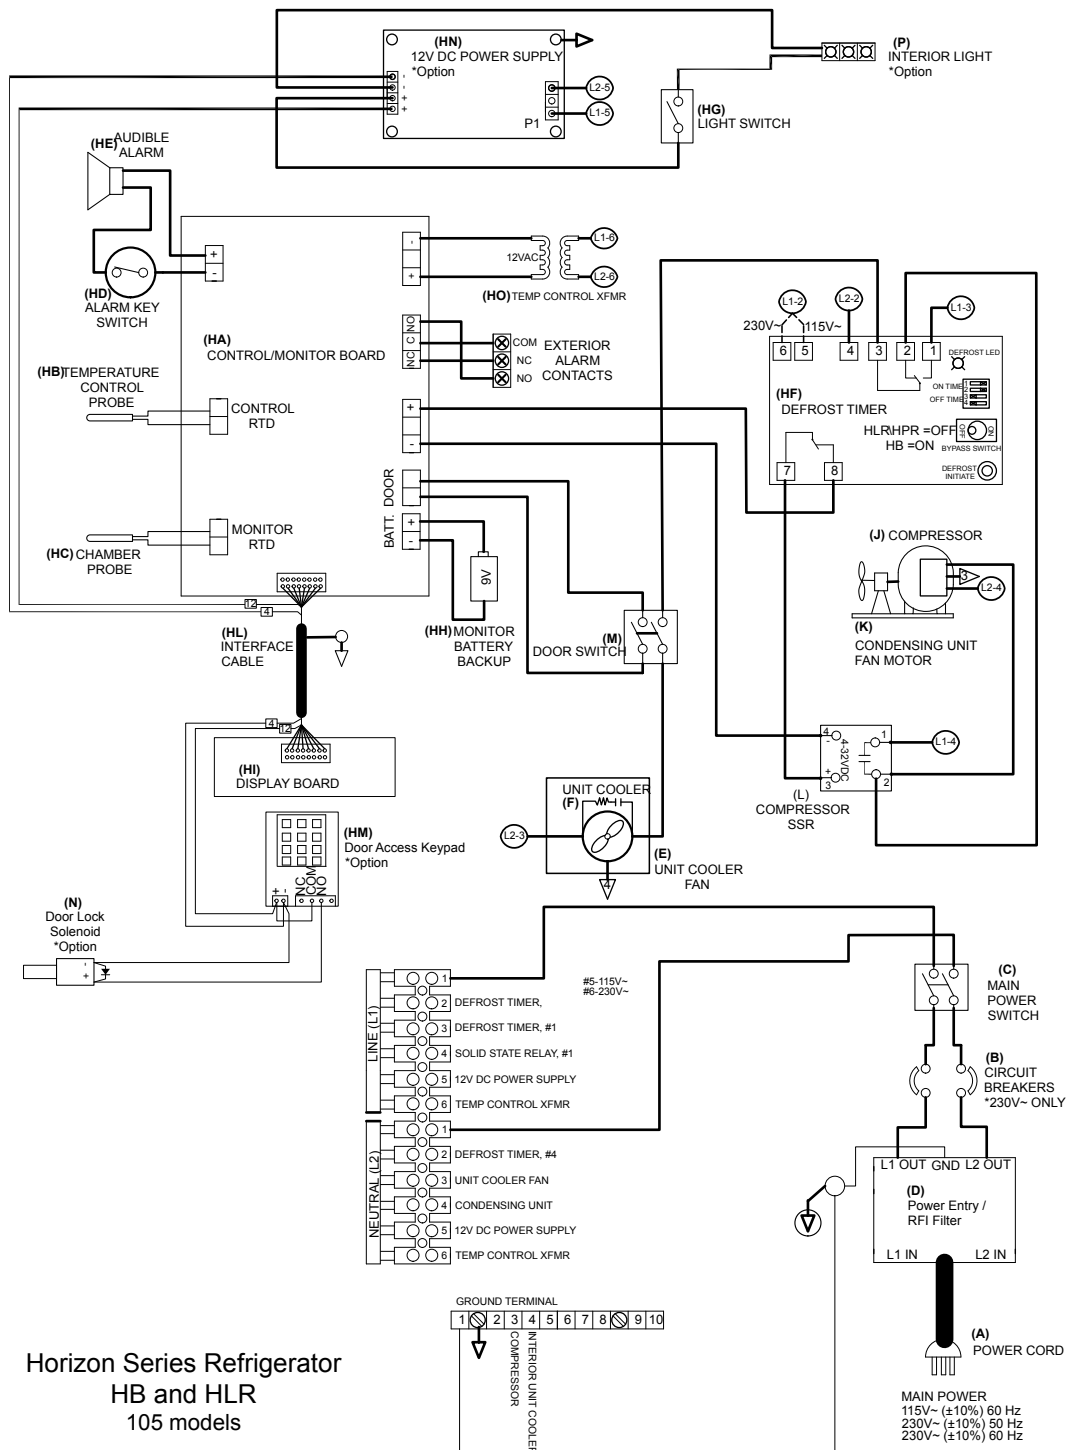 (HN)
12V DC POWER SUPPLY
*Option
-
-
+
+
P1
L2-5
L1-5
(P)
INTERIOR LIGHT
*Option
(HG)
LIGHT SWITCH
(HE) AUDIBLE
ALARM
(HD)
ALARM KEY
SWITCH
+
-
(HA)
CONTROL/MONITOR BOARD
-
+
12VAC
L1-6
L2-6
(HO) TEMP CONTROL XFMR
NO
C
NC
COM
NC
NO
EXTERIOR
ALARM
CONTACTS
(HB) TEMPERATURE
CONTROL
PROBE
CONTROL
RTD
+
-
DOOR
BATT.
+
-
MONITOR
RTD
(HC) CHAMBER
PROBE
9V
(HH) MONITOR
BATTERY
BACKUP
12
4
(HL)
INTERFACE
CABLE
4
12
(HI)
DISPLAY BOARD
L1-2
L2-2
L1-3
230V~
115V~
6
5
4
3
2
1
DEFROST LED
(HF)
DEFROST TIMER
ON TIME
OFF TIME
1
2
3
4
HLR\HPR =OFF
HB =ON
OFF
ON
BYPASS SWITCH
DEFROST
INITIATE
7
8
(J) COMPRESSOR
3
L2-4
(K)
CONDENSING UNIT
FAN MOTOR
(M)
DOOR SWITCH
4
-
4-32VDC
+
3
1
2
L1-4
(L)
COMPRESSOR
SSR
UNIT COOLER
(F)
L2-3
4
(E)
UNIT COOLER
FAN
(HM)
Door Access Keypad
*Option
+
-
NC
COM
NO
(N)
Door Lock
Solenoid
*Option
-
+
LINE (L1)
1
#5-115V~
#6-230V~
2 DEFROST TIMER,
3 DEFROST TIMER, #1
4 SOLID STATE RELAY, #1
5 12V DC POWER SUPPLY
6 TEMP CONTROL XFMR
NEUTRAL (L2)
1
2 DEFROST TIMER, #4
3 UNIT COOLER FAN
4 CONDENSING UNIT
5 12V DC POWER SUPPLY
6 TEMP CONTROL XFMR
(C)
MAIN
POWER
SWITCH
(B)
CIRCUIT
BREAKERS
*230V~ ONLY
L1 OUT GND L2 OUT
(D)
Power Entry /
RFI Filter
L1 IN L2 IN
(A)
POWER CORD
MAIN POWER
115V~ (±10%) 60 Hz
230V~ (±10%) 50 Hz
230V~ (±10%) 60 Hz
GROUND TERMINAL
1 2 3 4 5 6 7 8 9 10
COMPRESSOR
INTERIOR UNIT COOLER
Horizon Series Refrigerator
HB and HLR
105 models